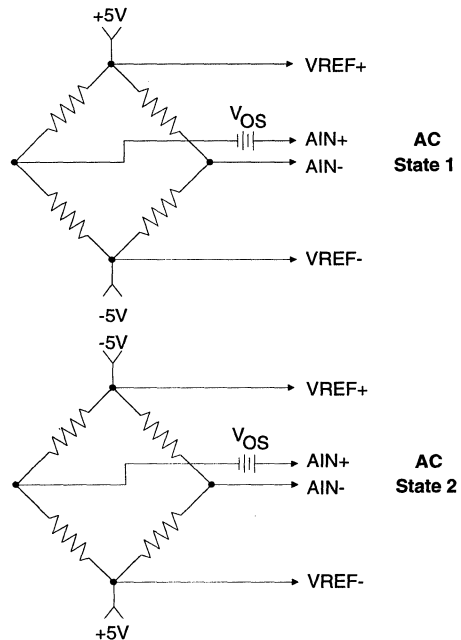 +5V
VREF+
VOS
AIN+
AC
AIN-
State 1
VREF-
-5V
-5V
VREF+
VOS
AIN+
AC
AIN-
State 2
VREF-
+5V